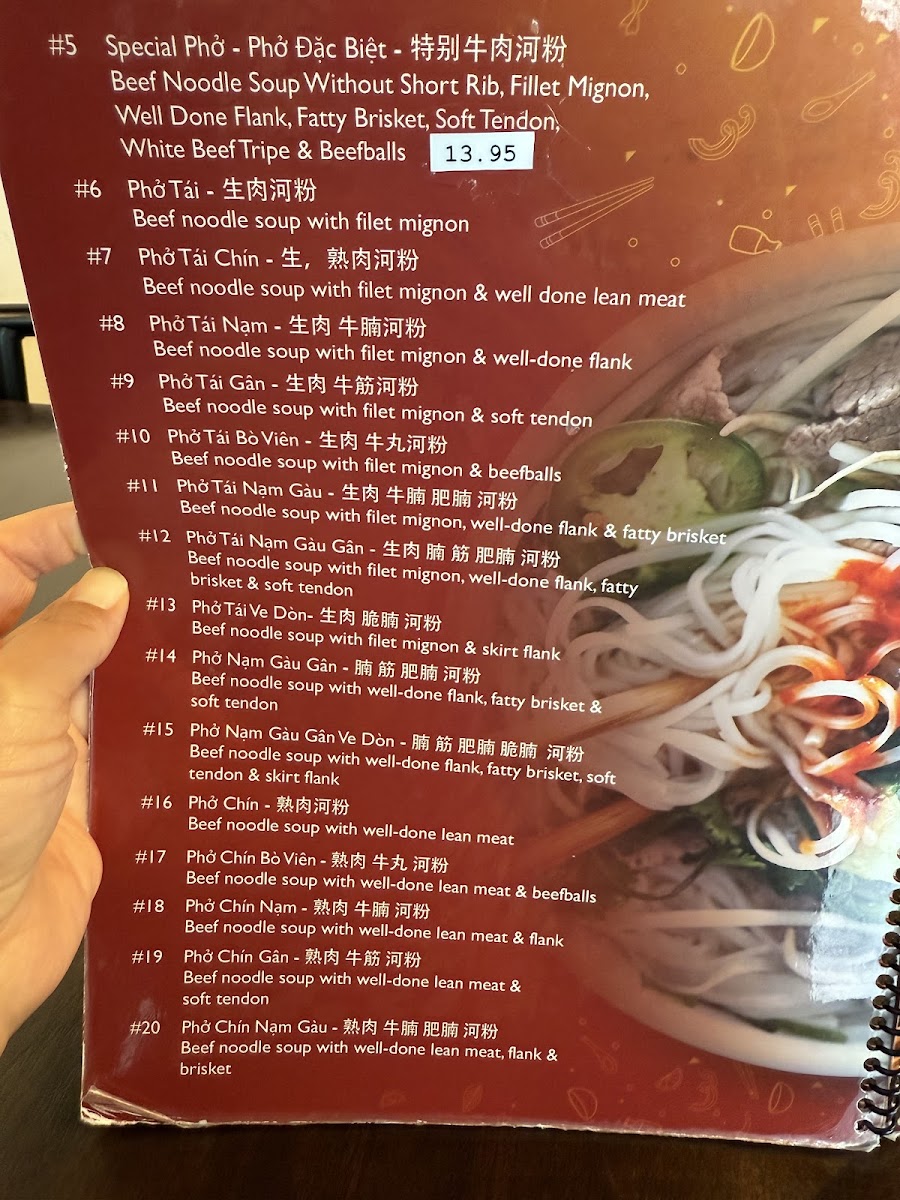 #5 Special Phở - Phở Đặc Biệt - 特别牛肉河粉
Beef Noodle Soup Without Short Rib, Fillet Mignon,
Well Done Flank, Fatty Brisket, Soft Tendon,
White Beef Tripe & Beefballs 13.95
#6 Phở Tái - 生肉河粉
Beef noodle soup with filet mignon
#7 Phở Tái Chín - 生, 熟肉河粉
Beef noodle soup with filet mignon & well done lean meat
#8 Phở Tái Nạm - 生肉 牛腩河粉
Beef noodle soup with filet mignon & well-done flank
#9 Phở Tái Gân - 生肉 牛筋河粉
Beef noodle soup with filet mignon & soft tendon
#10 Phở Tái Bò Viên - 生肉 牛丸河粉
Beef noodle soup with filet mignon & beefballs
#11 Phở Tái Nạm Gàu - 生肉 牛腩 肥腩 河粉
Beef noodle soup with filet mignon, well-done flank & fatty brisket
#12 Phở Tái Nạm Gàu Gân - 生肉 腩 筋 肥腩 河粉
Beef noodle soup with filet mignon, well-done flank, fatty
brisket & soft tendon
#13 Phở Tái Ve Dòn- 生肉 脆腩 河粉
Beef noodle soup with filet mignon & skirt flank
#14 Phở Nạm Gàu Gân - 腩 筋 肥腩 河粉
Beef noodle soup with well-done flank, fatty brisket &
soft tendon
#15 Phở Nạm Gàu Gân Ve Dòn - 腩 筋 肥腩 脆腩 河粉
Beef noodle soup with well-done flank, fatty brisket, soft
tendon & skirt flank
#16 Phở Chín - 熟肉河粉
Beef noodle soup with well-done lean meat
#17 Phở Chín Bò Viên - 熟肉 牛丸 河粉
Beef noodle soup with well-done lean meat & beefballs
#18 Phở Chín Nạm - 熟肉 牛腩 河粉
Beef noodle soup with well-done lean meat & flank
#19 Phở Chín Gân - 熟肉 牛筋 河粉
Beef noodle soup with well-done lean meat &
soft tendon
#20 Phở Chín Nạm Gàu - 熟肉 牛腩 肥腩 河粉
Beef noodle soup with well-done lean meat, flank &
brisket